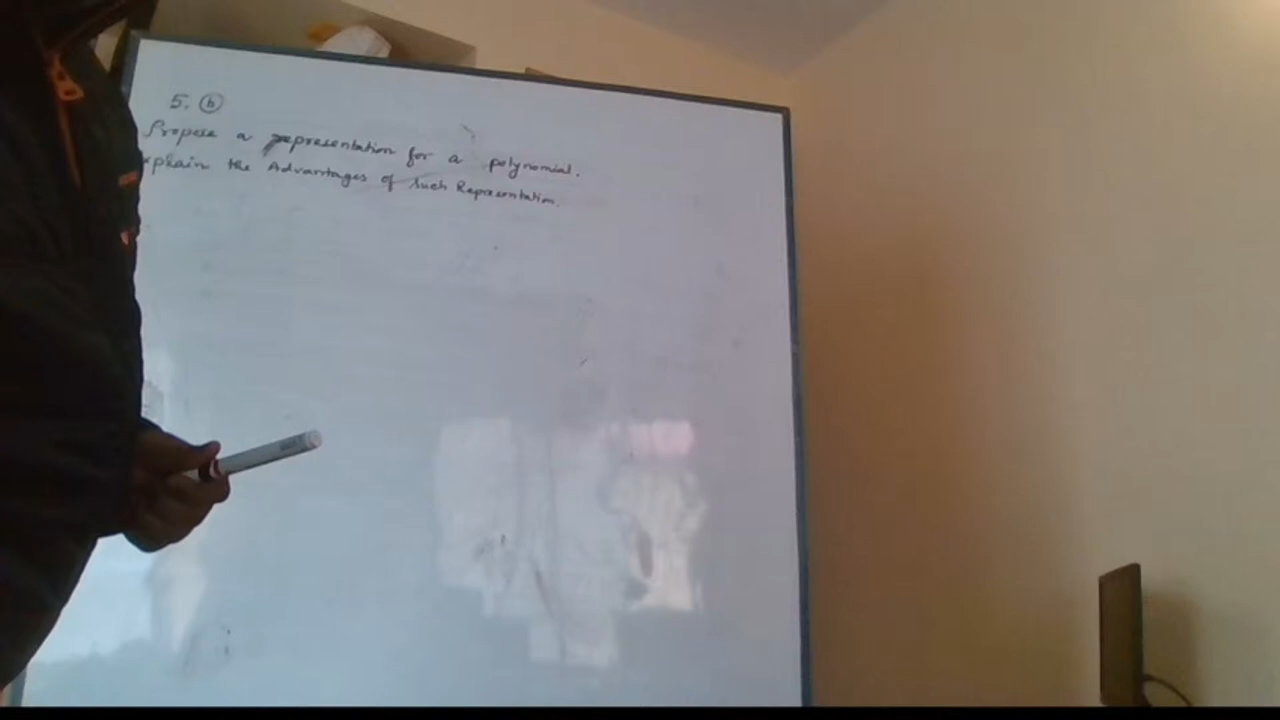 5. (b)
Propose a representation for a polynomial.
xplain the Advantages of Such Representation.